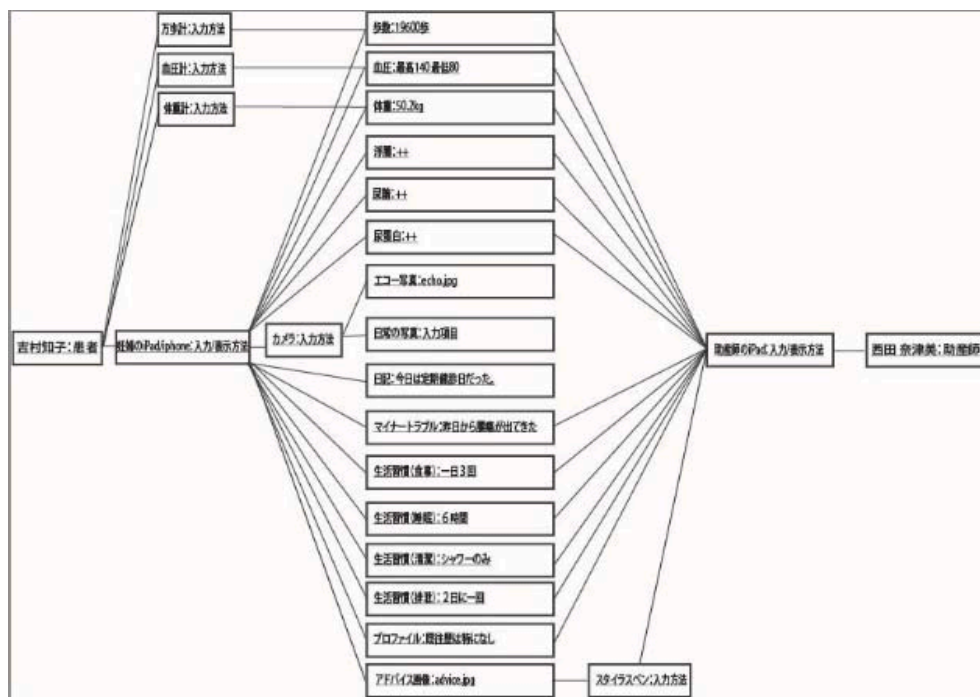 万歩計:入力方法
歩数:19600歩
血圧計:入力方法
血圧:最高140最低80
体重計:入力方法
体重:50.2kg
浮腫:++
尿糖:++
尿蛋白:++
エコー写真:echo.jpg
吉村知子:患者
妊婦のiPad/iphone:入力/表示方法
カメラ:入力方法
日常の写真:入力項目
助産師のiPad:入力/表示方法
西田 奈津美:助産師
日記:今日は定期健診日だった。
マイナートラブル:昨日から腰痛が出てきた
生活習慣(食事):一日3回
生活習慣(睡眠):6時間
生活習慣(清潔):シャワーのみ
生活習慣(排泄):2日に一回
プロファイル:既往歴は特になし
アドバイス画像:advice.jpg
スタイラスペン:入力方法